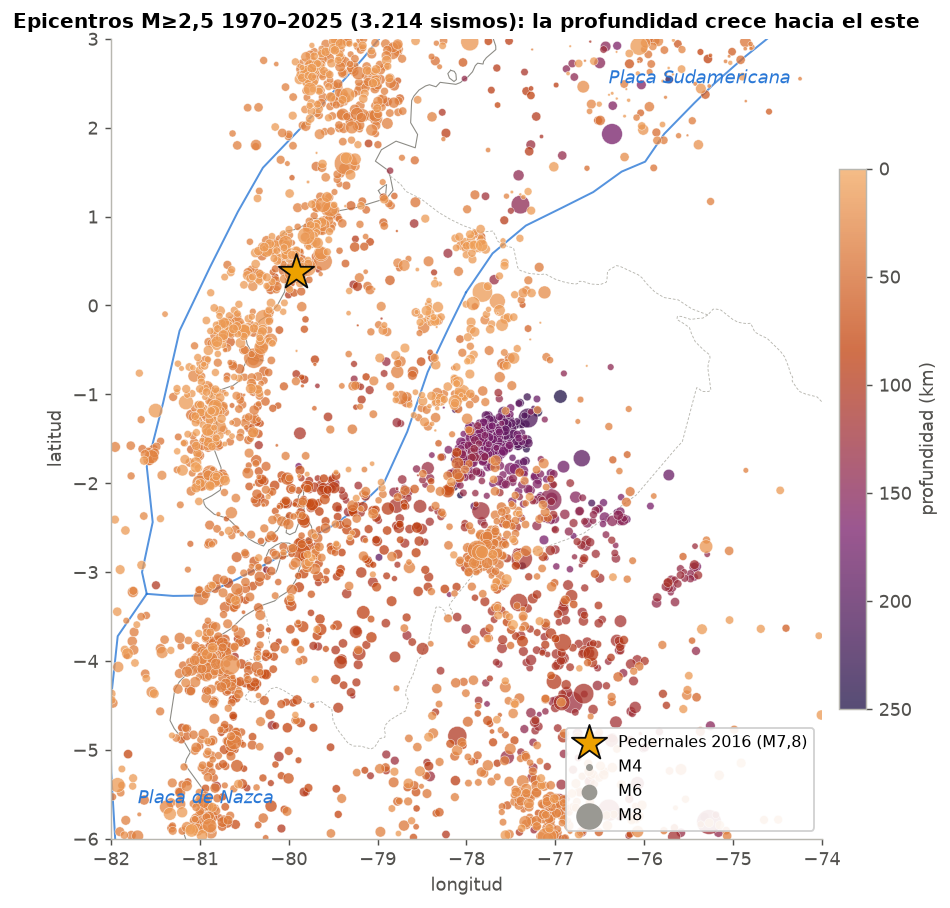 Epicentros M≥2,5 1970–2025 (3.214 sismos): la profundidad crece hacia el este
3
2
1
0
−1
−2
−3
−4
−5
−6
latitud
Placa Sudamericana
Placa de Nazca
Pedernales 2016 (M7,8)
M4
M6
M8
−82
−81
−80
−79
−78
−77
−76
−75
−74
longitud
0
50
100
150
200
250
profundidad (km)